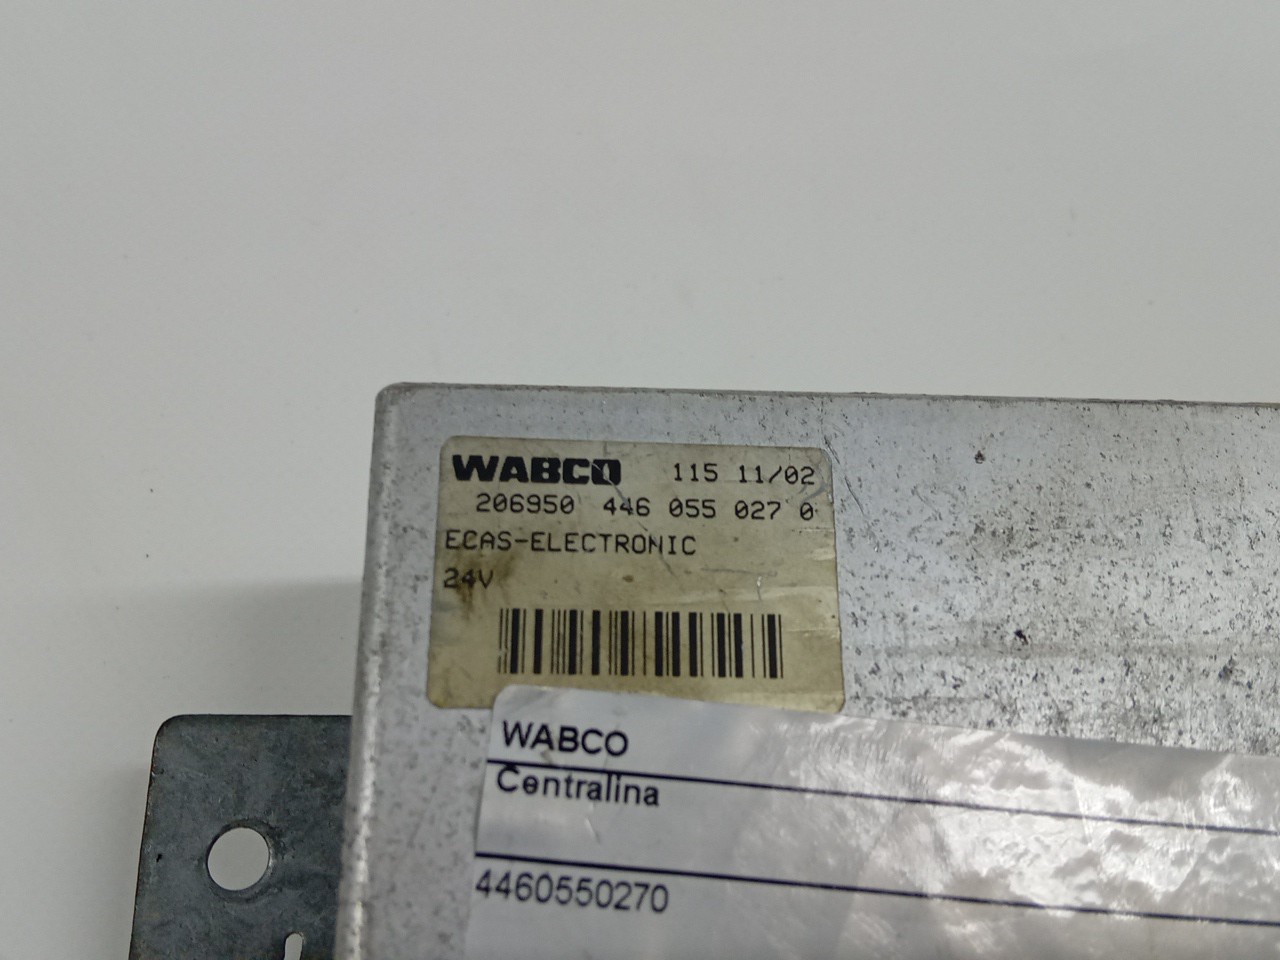 WABCO 115 11/02
206950 446 055 027 0
ECAS-ELECTRONIC
24V
WABCO
Centralina
4460550270